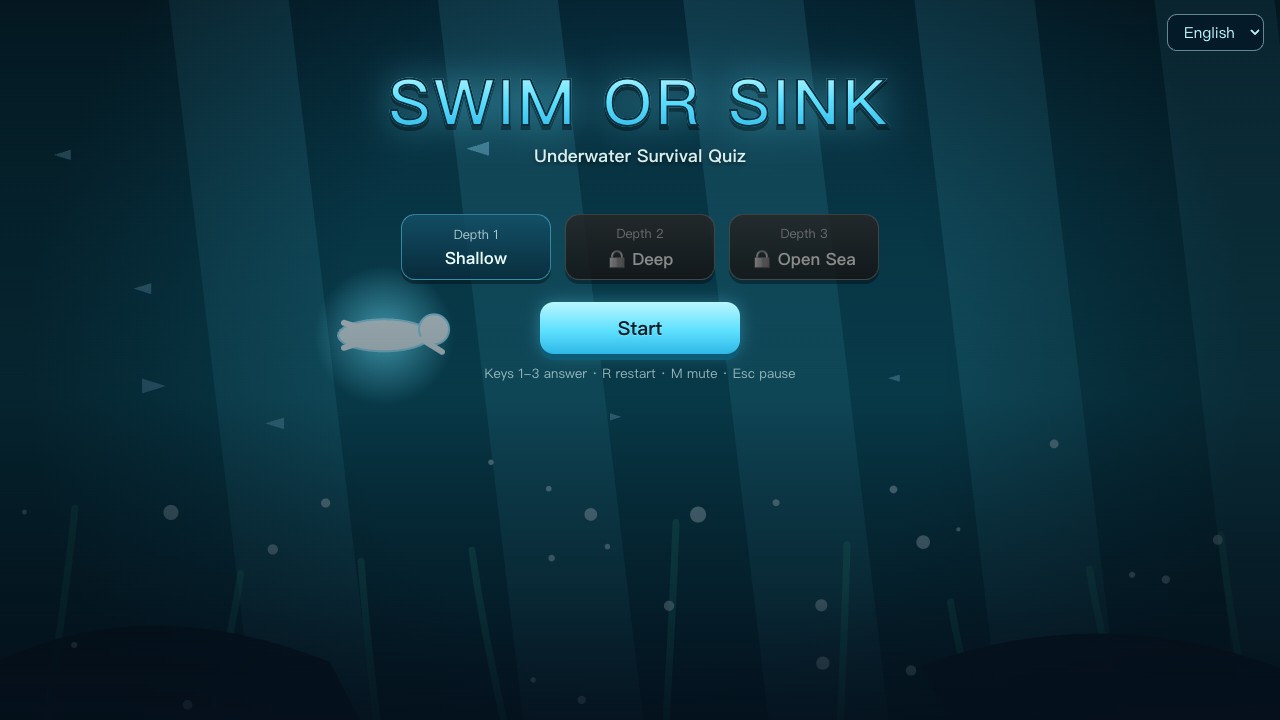 English
SWIM OR SINK
Underwater Survival Quiz
Depth 1
Shallow
Depth 2
Deep
Depth 3
Open Sea
Start
Keys 1–3 answer · R restart · M mute · Esc pause